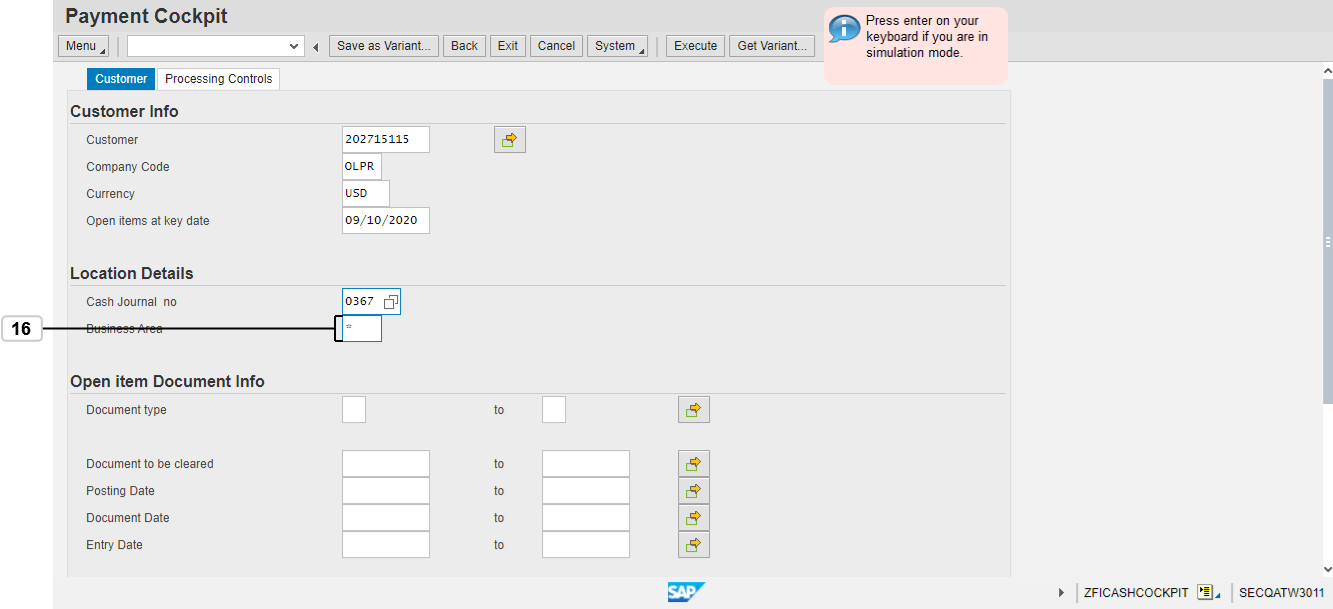 Payment Cockpit
Press enter on your
keyboard if you are in
simulation mode.
Menu
Save as Variant...
Back
Exit
Cancel
System
Execute
Get Variant...
Customer
Processing Controls
Customer Info
Customer 202715115
Company Code OLPR
Currency USD
Open items at key date 09/10/2020
Location Details
Cash Journal no 0367
16 Business Area *
Open item Document Info
Document type to
Document to be cleared to
Posting Date to
Document Date to
Entry Date to
SAP
ZFICASHCOCKPIT
SECQATW3011